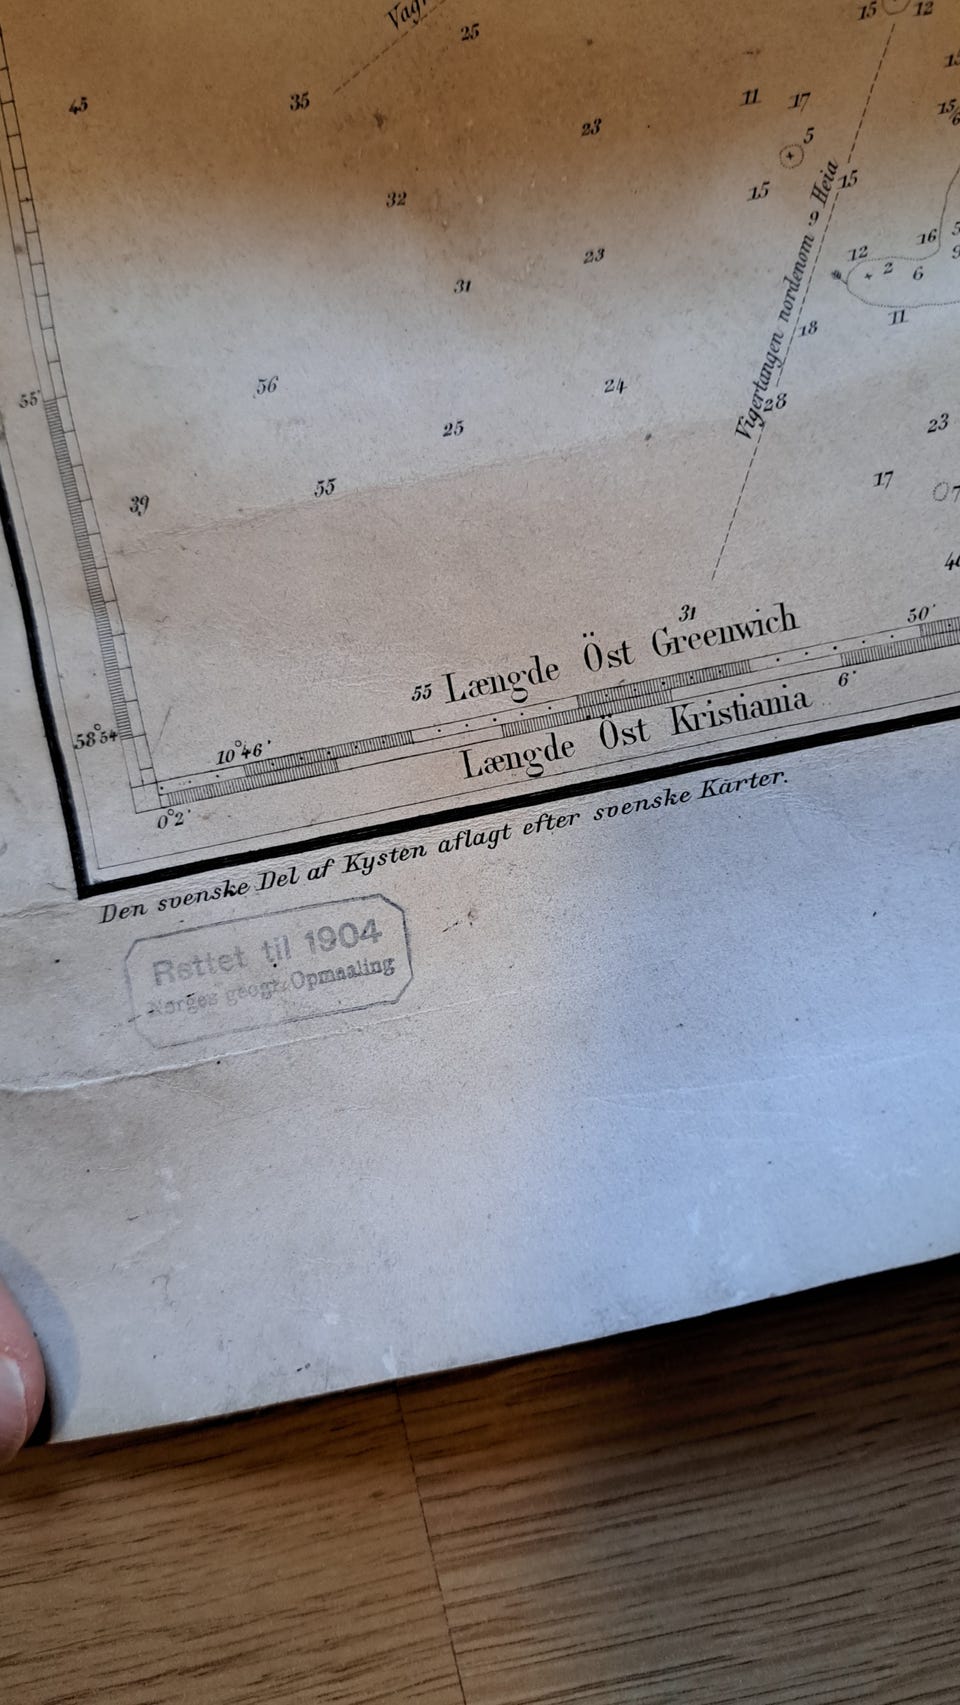 Vagn
15 12
25
45 35 11 17
23
5
15 15
32
Vigertangen nordenom Heia
23 16
12 2 6
31 11
18
56 24
55' 28
25 23
55 17
39 7
31
50'
55 Længde Öst Greenwich
6'
58°54'
10°46'
Længde Öst Kristiania
0°2'
Den svenske Del af Kysten aflagt efter svenske Karter.
Rettet til 1904
Norges geogr. Opmaaling